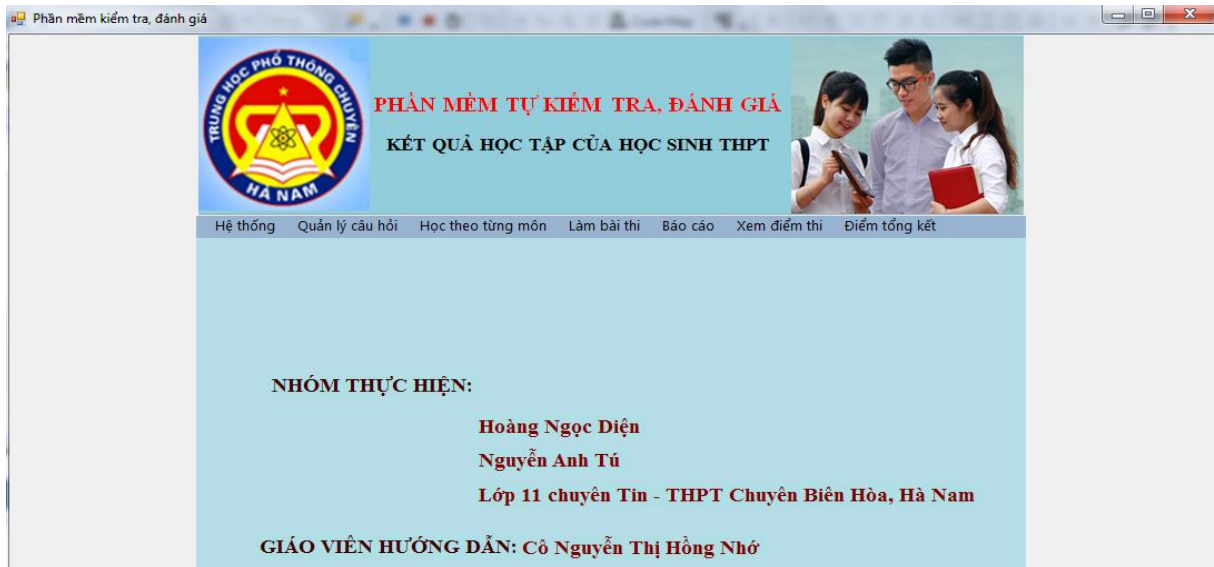 Phần mềm kiểm tra, đánh giá
TRUNG HỌC PHỔ THÔNG CHUYÊN
HÀ NAM
PHẦN MỀM TỰ KIỂM TRA, ĐÁNH GIÁ
KẾT QUẢ HỌC TẬP CỦA HỌC SINH THPT
Hệ thống Quản lý câu hỏi Học theo từng môn Làm bài thi Báo cáo Xem điểm thi Điểm tổng kết
NHÓM THỰC HIỆN:
Hoàng Ngọc Diện
Nguyễn Anh Tú
Lớp 11 chuyên Tin - THPT Chuyên Biên Hòa, Hà Nam
GIÁO VIÊN HƯỚNG DẪN: Cô Nguyễn Thị Hồng Nhớ